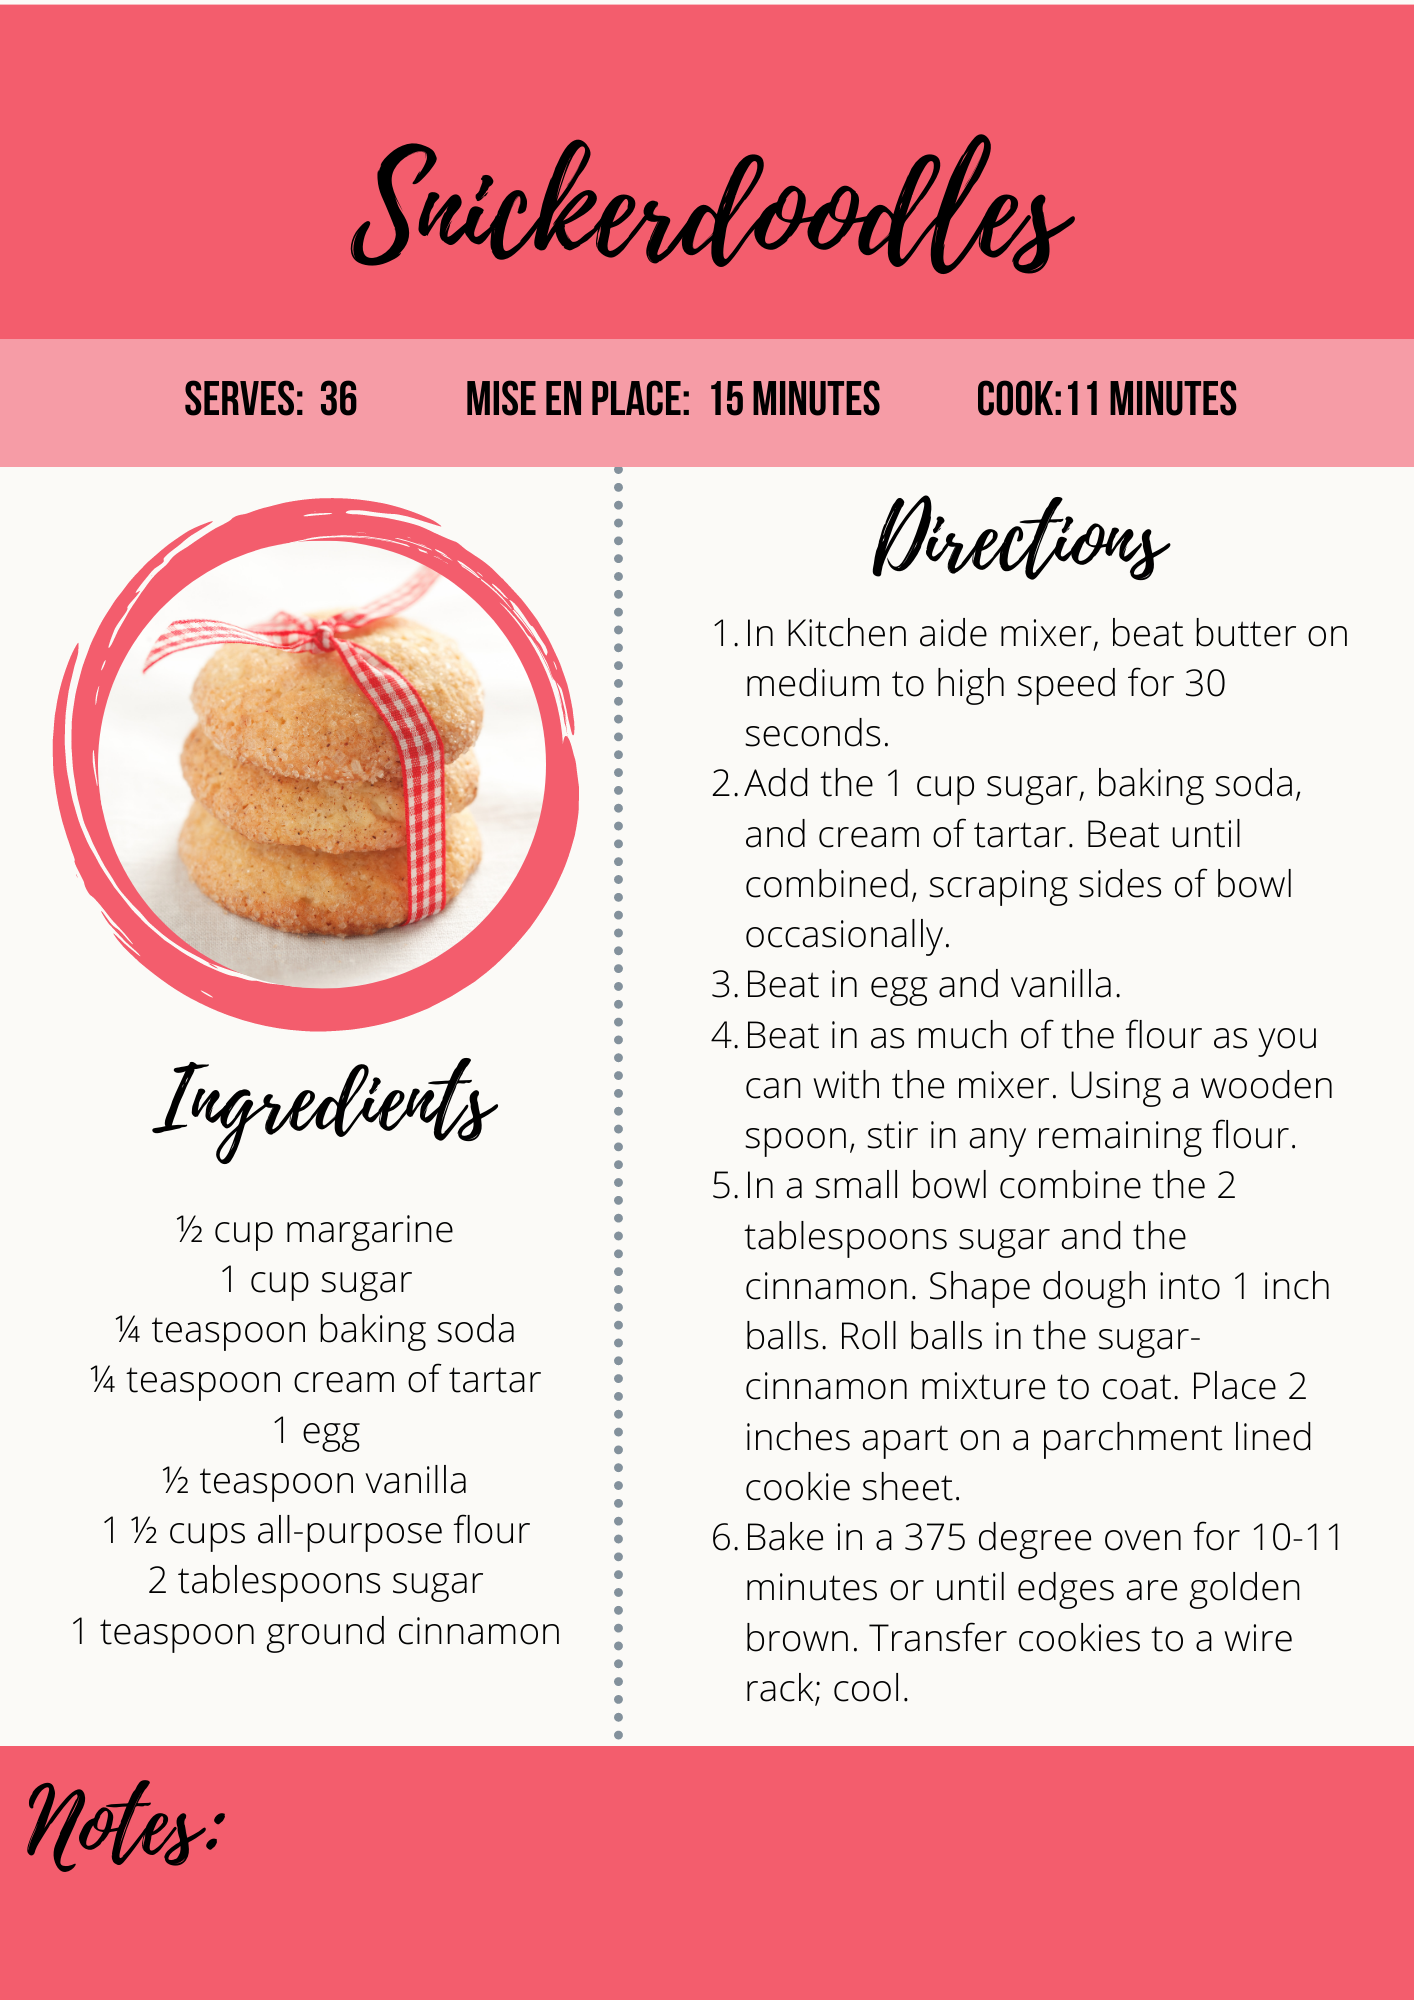 Snickerdoodles
SERVES: 36 MISE EN PLACE: 15 MINUTES COOK:11 MINUTES
Ingredients
½ cup margarine
1 cup sugar
¼ teaspoon baking soda
¼ teaspoon cream of tartar
1 egg
½ teaspoon vanilla
1 ½ cups all-purpose flour
2 tablespoons sugar
1 teaspoon ground cinnamon
Directions
1. In Kitchen aide mixer, beat butter on
medium to high speed for 30
seconds.
2. Add the 1 cup sugar, baking soda,
and cream of tartar. Beat until
combined, scraping sides of bowl
occasionally.
3. Beat in egg and vanilla.
4. Beat in as much of the flour as you
can with the mixer. Using a wooden
spoon, stir in any remaining flour.
5. In a small bowl combine the 2
tablespoons sugar and the
cinnamon. Shape dough into 1 inch
balls. Roll balls in the sugar-
cinnamon mixture to coat. Place 2
inches apart on a parchment lined
cookie sheet.
6. Bake in a 375 degree oven for 10-11
minutes or until edges are golden
brown. Transfer cookies to a wire
rack; cool.
Notes: